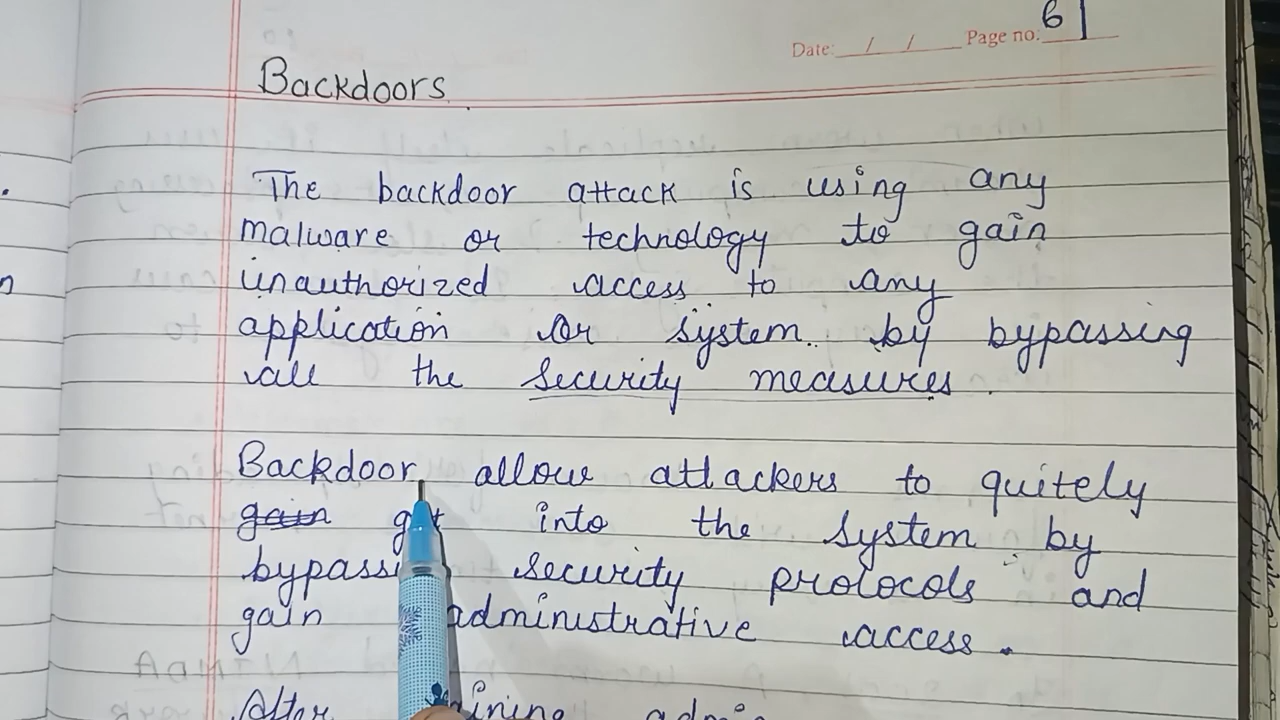 6
Date: / / Page no:
Backdoors.
The backdoor attack is using any
malware or technology to gain
unauthorized access to any
application or system by bypassing
all the security measures.
Backdoor allow attackers to quitely
gain get into the system by
security protocols and
gain administrative access.
After